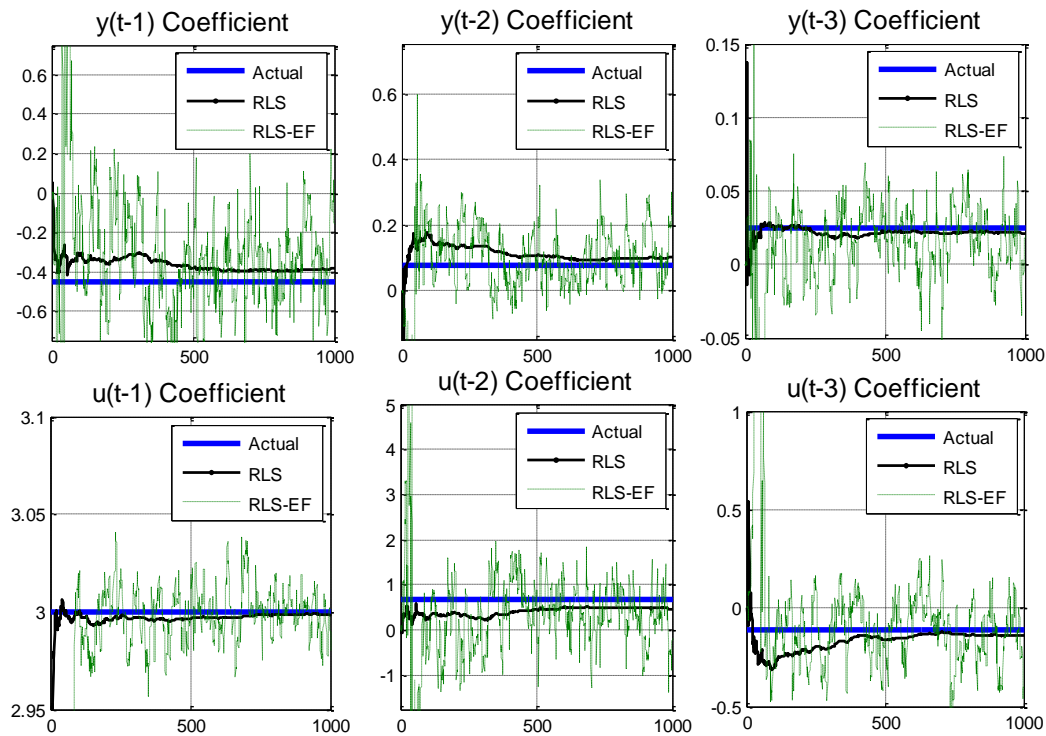 y(t-1) Coefficient
0.6
0.4
0.2
0
-0.2
-0.4
-0.6
0
500
1000
Actual
RLS
RLS-EF
y(t-2) Coefficient
0.6
0.4
0.2
0
0
500
1000
Actual
RLS
RLS-EF
y(t-3) Coefficient
0.15
0.1
0.05
0
-0.05
0
500
1000
Actual
RLS
RLS-EF
u(t-1) Coefficient
3.1
3.05
3
2.95
0
500
1000
Actual
RLS
RLS-EF
u(t-2) Coefficient
5
4
3
2
1
0
-1
0
500
1000
Actual
RLS
RLS-EF
u(t-3) Coefficient
1
0.5
0
-0.5
0
500
1000
Actual
RLS
RLS-EF